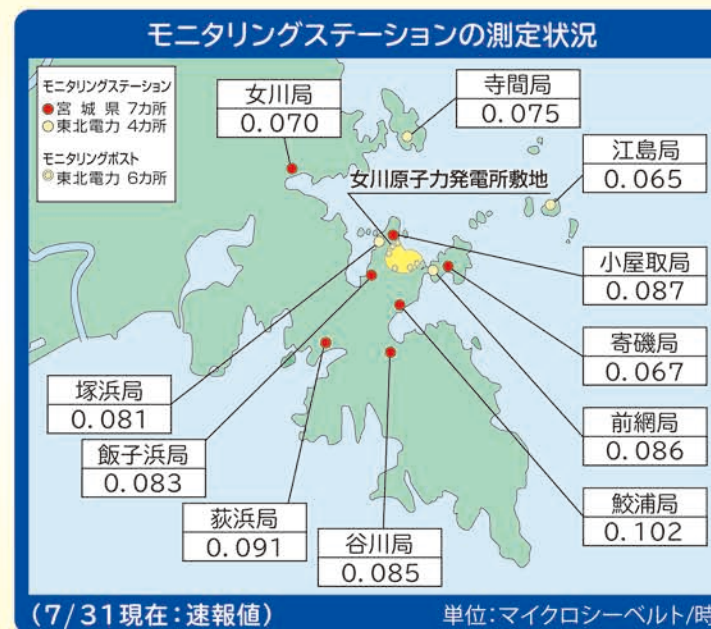 モニタリングステーションの測定状況
モニタリングステーション
宮城県 7カ所
東北電力 4カ所
モニタリングポスト
東北電力 6カ所
女川局
0.070
寺間局
0.075
江島局
0.065
女川原子力発電所敷地
小屋取局
0.087
寄磯局
0.067
前網局
0.086
鮫浦局
0.102
塚浜局
0.081
飯子浜局
0.083
荻浜局
0.091
谷川局
0.085
(7/31現在:速報値)
単位:マイクロシーベルト/時